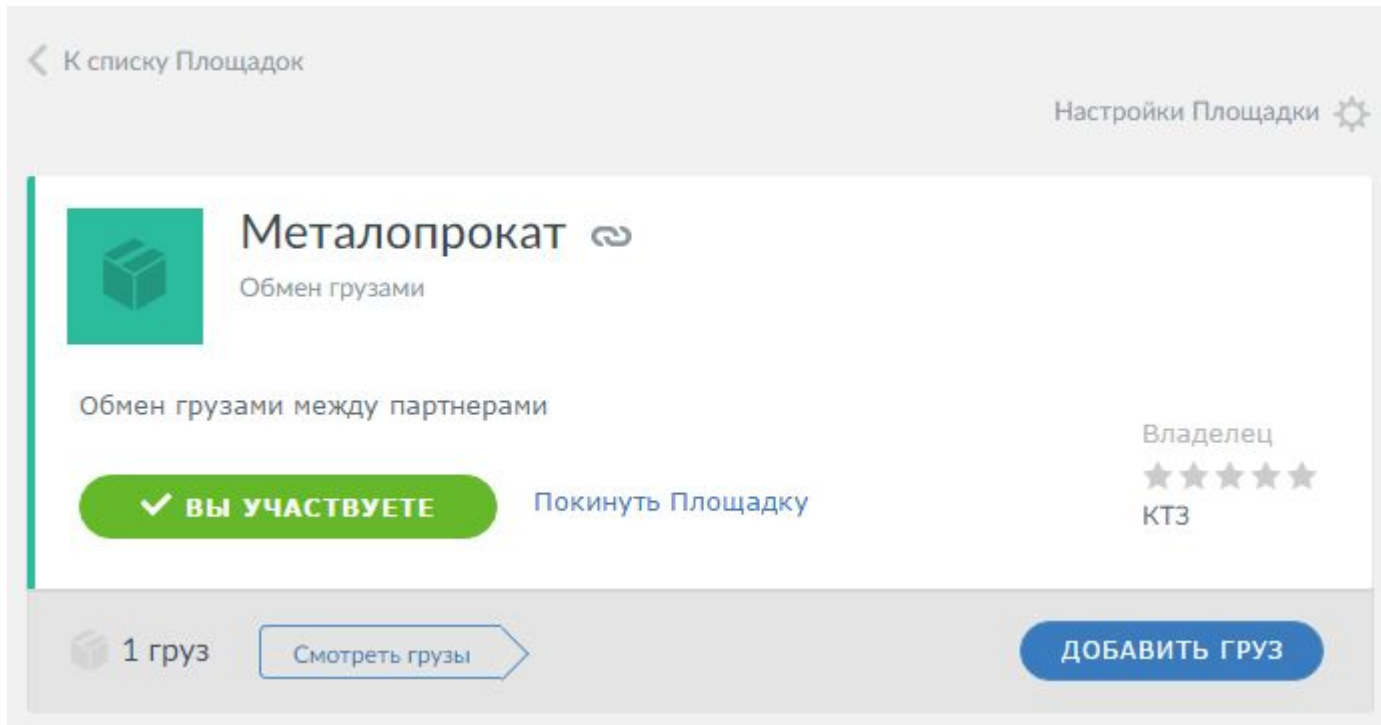 К списку Площадок
Настройки Площадки
Металопрокат
Обмен грузами
Обмен грузами между партнерами
Владелец
ВЫ УЧАСТВУЕТЕ
Покинуть Площадку
КТЗ
1 груз
Смотреть грузы
ДОБАВИТЬ ГРУЗ